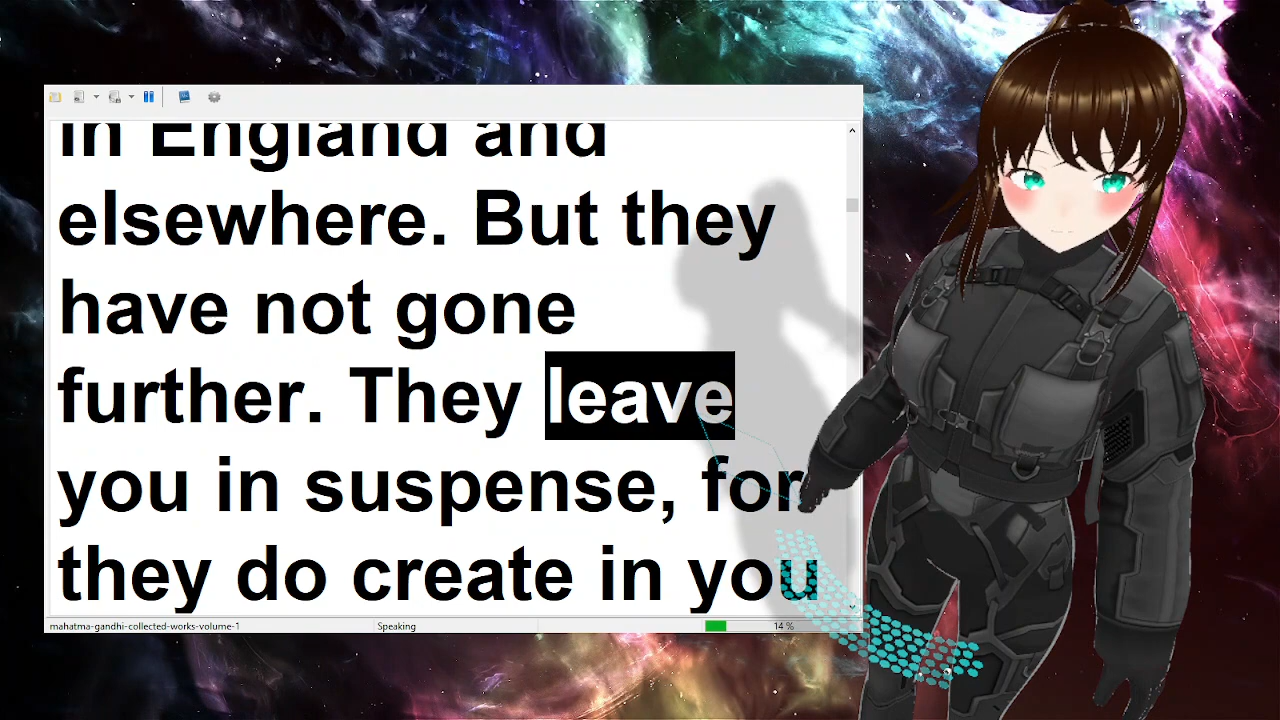 in England and
elsewhere. But they
have not gone
further. They leave
you in suspense, for
they do create in you
mahatma-gandhi-collected-works-volume-1 Speaking 14 %